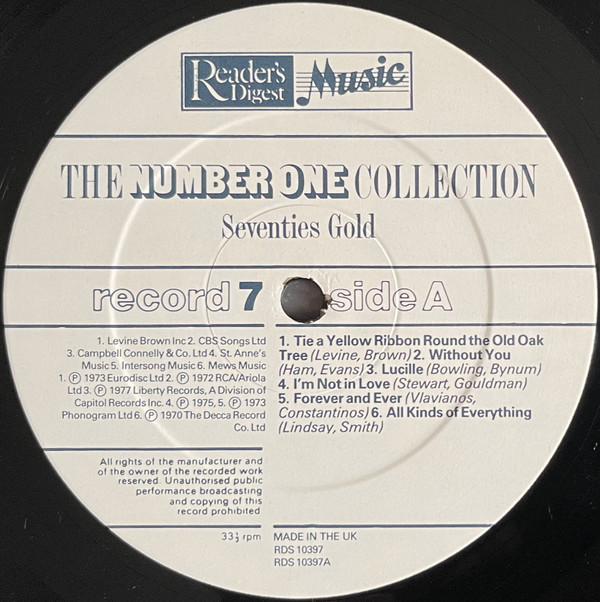 Reader's
Digest
Music
THE NUMBER ONE COLLECTION
Seventies Gold
record 7
side A
1. Levine Brown Inc 2. CBS Songs Ltd
3. Campbell Connelly & Co. Ltd 4. St. Anne's
Music 5. Intersong Music 6. Mews Music
1. ℗ 1973 Eurodisc Ltd 2. ℗ 1972 RCA/Ariola
Ltd 3. ℗ 1977 Liberty Records, A Division of
Capitol Records Inc. 4. ℗ 1975, 5. ℗ 1973
Phonogram Ltd 6. ℗ 1970 The Decca Record
Co. Ltd
All rights of the manufacturer and
of the owner of the recorded work
reserved. Unauthorised public
performance broadcasting
and copying of this
record prohibited.
33⅓ rpm
1. Tie a Yellow Ribbon Round the Old Oak
Tree (Levine, Brown) 2. Without You
(Ham, Evans) 3. Lucille (Bowling, Bynum)
4. I'm Not in Love (Stewart, Gouldman)
5. Forever and Ever (Vlavianos,
Constantinos) 6. All Kinds of Everything
(Lindsay, Smith)
MADE IN THE UK
RDS 10397
RDS 10397A